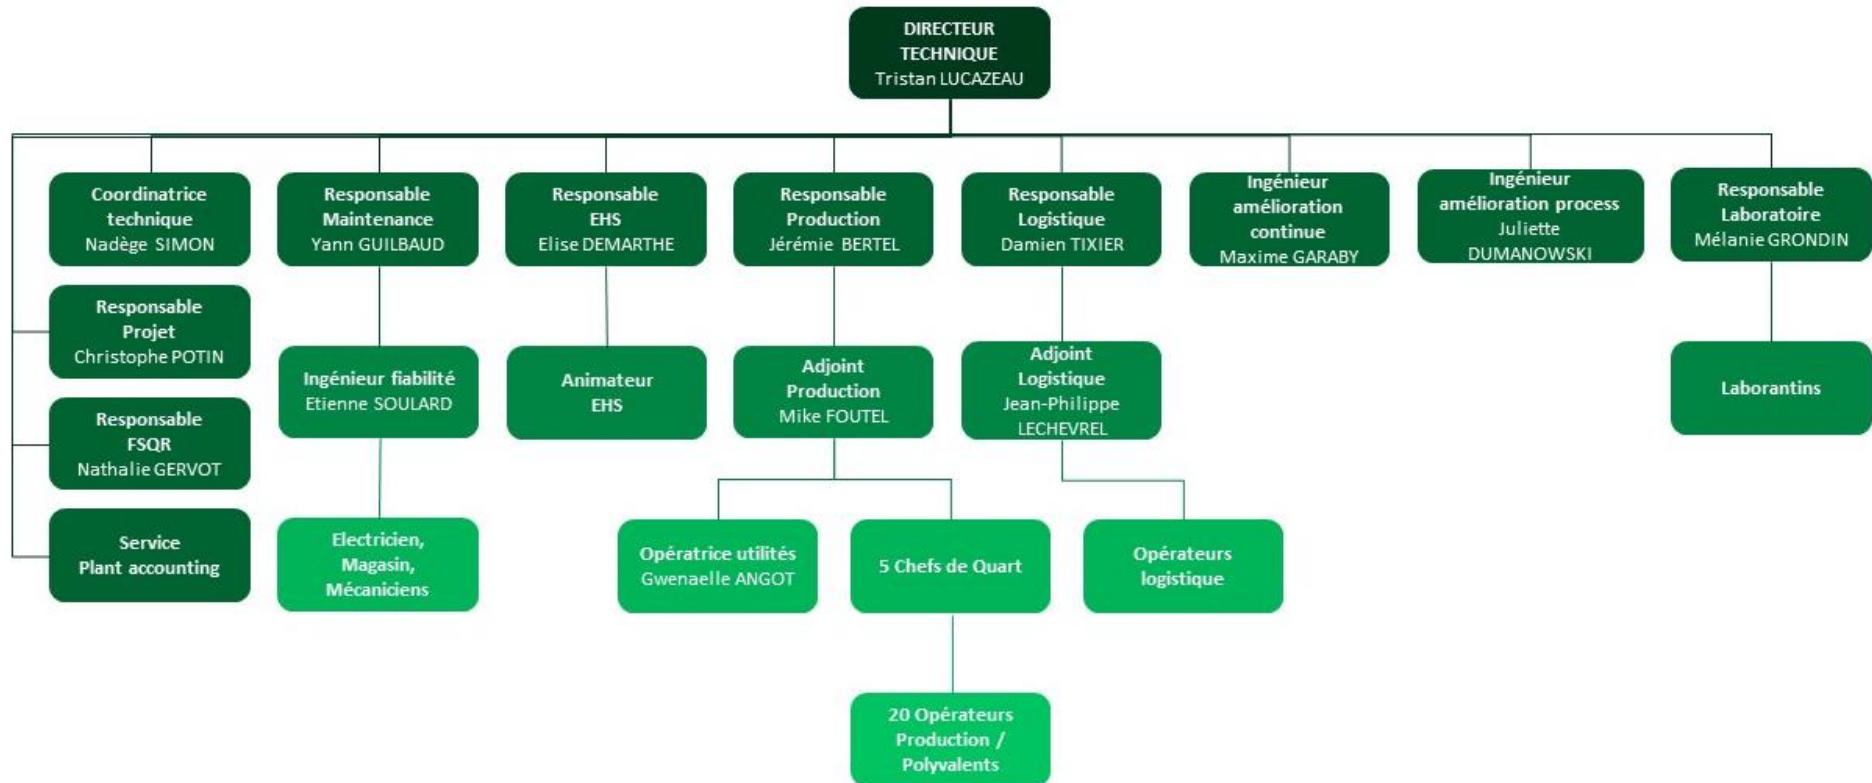 DIRECTEUR
TECHNIQUE
Tristan LUCAZEAU
Coordinatrice
technique
Nadège SIMON
Responsable
Maintenance
Yann GUILBAUD
Responsable
EHS
Elise DEMARTHE
Responsable
Production
Jérémie BERTEL
Responsable
Logistique
Damien TIXIER
Ingénieur
amélioration
continue
Maxime GARABY
Ingénieur
amélioration process
Juliette
DUMANOWSKI
Responsable
Laboratoire
Mélanie GRONDIN
Responsable
Projet
Christophe POTIN
Ingénieur fiabilité
Etienne SOULARD
Animateur
EHS
Adjoint
Production
Mike FOUTEL
Adjoint
Logistique
Jean-Philippe
LECHEVREL
Laborantins
Responsable
FSQR
Nathalie GERVOT
Service
Plant accounting
Electricien,
Magasin,
Mécaniciens
Opératrice utilités
Gwenaelle ANGOT
5 Chefs de Quart
Opérateurs
logistique
20 Opérateurs
Production /
Polyvalents